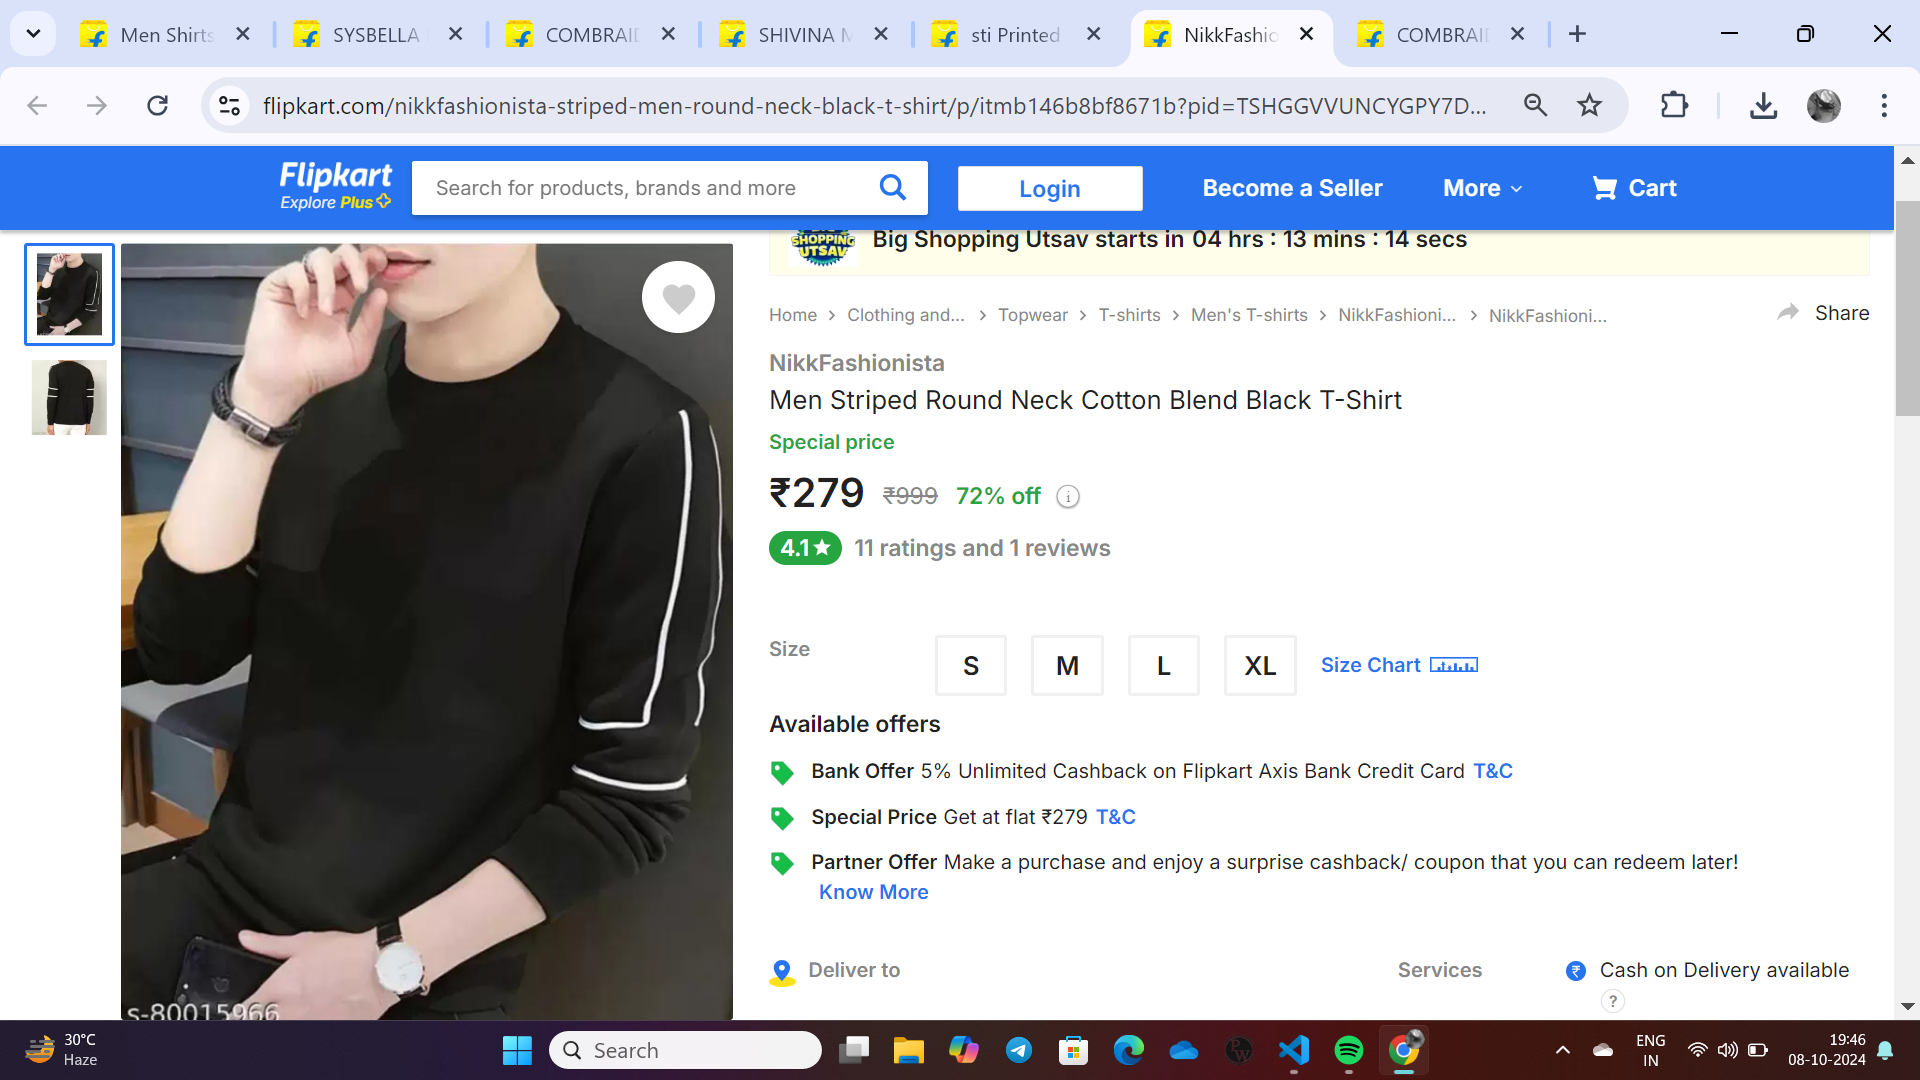 Men Shirts
SYSBELLA
COMBRAID
SHIVINA M
sti Printed
NikkFashio
COMBRAID
flipkart.com/nikkfashionista-striped-men-round-neck-black-t-shirt/p/itmb146b8bf8671b?pid=TSHGGVVUNCYGPY7D...
Flipkart
Explore Plus
Search for products, brands and more
Login
Become a Seller
More
Cart
SHOPPING
UTSAV
Big Shopping Utsav starts in 04 hrs : 13 mins : 14 secs
Home
Clothing and...
Topwear
T-shirts
Men's T-shirts
NikkFashioni...
NikkFashioni...
Share
NikkFashionista
Men Striped Round Neck Cotton Blend Black T-Shirt
Special price
₹279 ₹999 72% off i
4.1★ 11 ratings and 1 reviews
Size
S
M
L
XL
Size Chart
Available offers
Bank Offer 5% Unlimited Cashback on Flipkart Axis Bank Credit Card T&C
Special Price Get at flat ₹279 T&C
Partner Offer Make a purchase and enjoy a surprise cashback/ coupon that you can redeem later!
Know More
Deliver to
Services
₹ Cash on Delivery available
?
s-80015966
30°C
Haze
Search
ENG
IN
19:46
08-10-2024